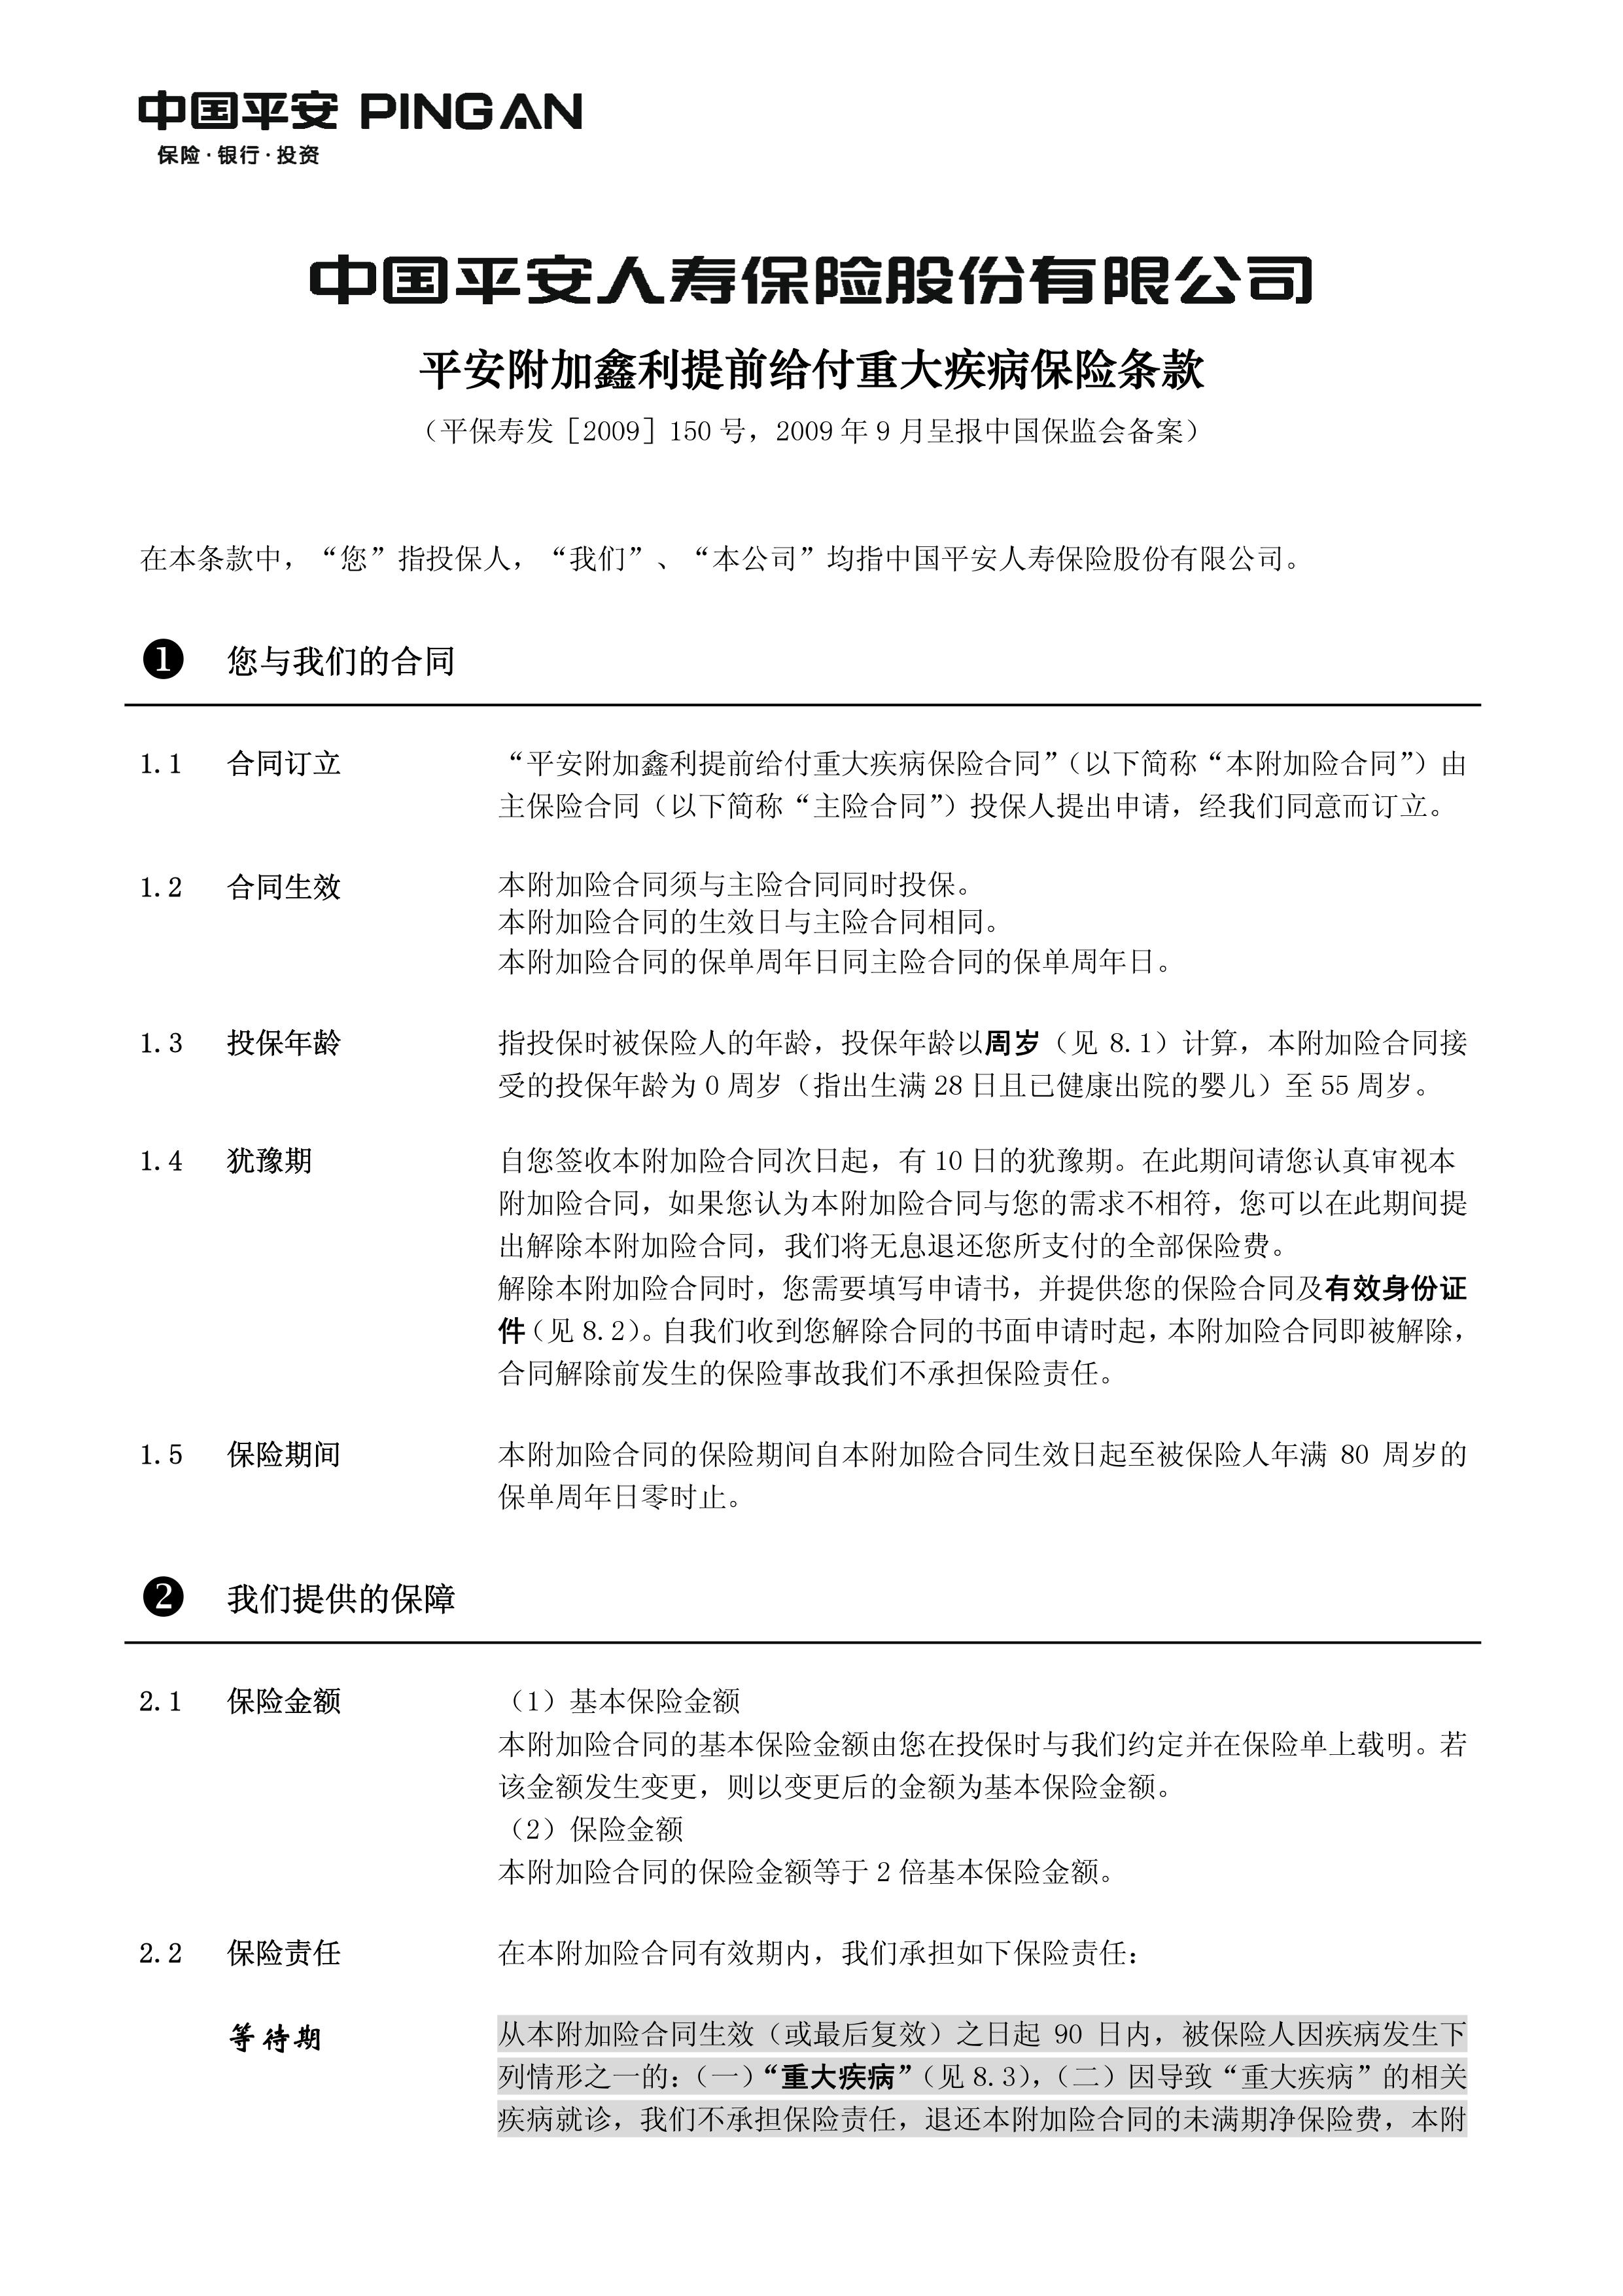 中国平安 PING AN
保险·银行·投资
中国平安人寿保险股份有限公司
平安附加鑫利提前给付重大疾病保险条款
（平保寿发［2009］150 号，2009 年 9 月呈报中国保监会备案）
在本条款中，“您”指投保人，“我们”、“本公司”均指中国平安人寿保险股份有限公司。
❶ 您与我们的合同
1.1 合同订立 “平安附加鑫利提前给付重大疾病保险合同”（以下简称“本附加险合同”）由
主保险合同（以下简称“主险合同”）投保人提出申请，经我们同意而订立。
1.2 合同生效 本附加险合同须与主险合同同时投保。
本附加险合同的生效日与主险合同相同。
本附加险合同的保单周年日同主险合同的保单周年日。
1.3 投保年龄 指投保时被保险人的年龄，投保年龄以周岁（见 8.1）计算，本附加险合同接
受的投保年龄为 0 周岁（指出生满 28 日且已健康出院的婴儿）至 55 周岁。
1.4 犹豫期 自您签收本附加险合同次日起，有 10 日的犹豫期。在此期间请您认真审视本
附加险合同，如果您认为本附加险合同与您的需求不相符，您可以在此期间提
出解除本附加险合同，我们将无息退还您所支付的全部保险费。
解除本附加险合同时，您需要填写申请书，并提供您的保险合同及有效身份证
件（见 8.2）。自我们收到您解除合同的书面申请时起，本附加险合同即被解除，
合同解除前发生的保险事故我们不承担保险责任。
1.5 保险期间 本附加险合同的保险期间自本附加险合同生效日起至被保险人年满 80 周岁的
保单周年日零时止。
❷ 我们提供的保障
2.1 保险金额 （1）基本保险金额
本附加险合同的基本保险金额由您在投保时与我们约定并在保险单上载明。若
该金额发生变更，则以变更后的金额为基本保险金额。
（2）保险金额
本附加险合同的保险金额等于 2 倍基本保险金额。
2.2 保险责任 在本附加险合同有效期内，我们承担如下保险责任：
等待期 从本附加险合同生效（或最后复效）之日起 90 日内，被保险人因疾病发生下
列情形之一的：（一）“重大疾病”（见 8.3），（二）因导致“重大疾病”的相关
疾病就诊，我们不承担保险责任，退还本附加险合同的未满期净保险费，本附